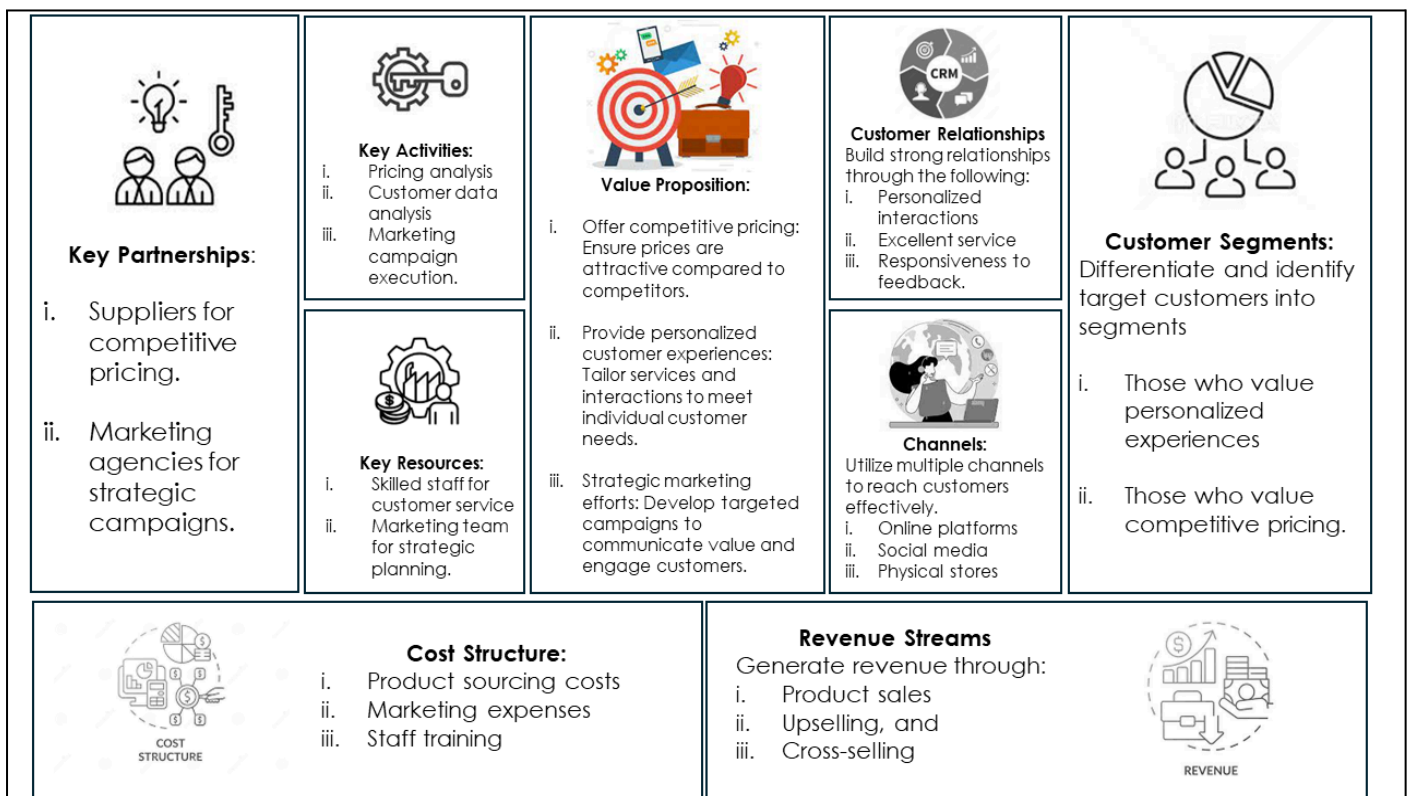 Key Partnerships:
i. Suppliers for
competitive
pricing.
ii. Marketing
agencies for
strategic
campaigns.
Key Activities:
i. Pricing analysis
ii. Customer data
analysis
iii. Marketing
campaign
execution.
Key Resources:
i. Skilled staff for
customer service
ii. Marketing team
for strategic
planning.
Value Proposition:
i. Offer competitive pricing:
Ensure prices are
attractive compared to
competitors.
ii. Provide personalized
customer experiences:
Tailor services and
interactions to meet
individual customer
needs.
iii. Strategic marketing
efforts: Develop targeted
campaigns to
communicate value and
engage customers.
CRM
Customer Relationships
Build strong relationships
through the following:
i. Personalized
interactions
ii. Excellent service
iii. Responsiveness to
feedback.
Channels:
Utilize multiple channels
to reach customers
effectively.
i. Online platforms
ii. Social media
iii. Physical stores
Customer Segments:
Differentiate and identify
target customers into
segments
i. Those who value
personalized
experiences
ii. Those who value
competitive pricing.
COST
STRUCTURE
Cost Structure:
i. Product sourcing costs
ii. Marketing expenses
iii. Staff training
Revenue Streams
Generate revenue through:
i. Product sales
ii. Upselling, and
iii. Cross-selling
REVENUE